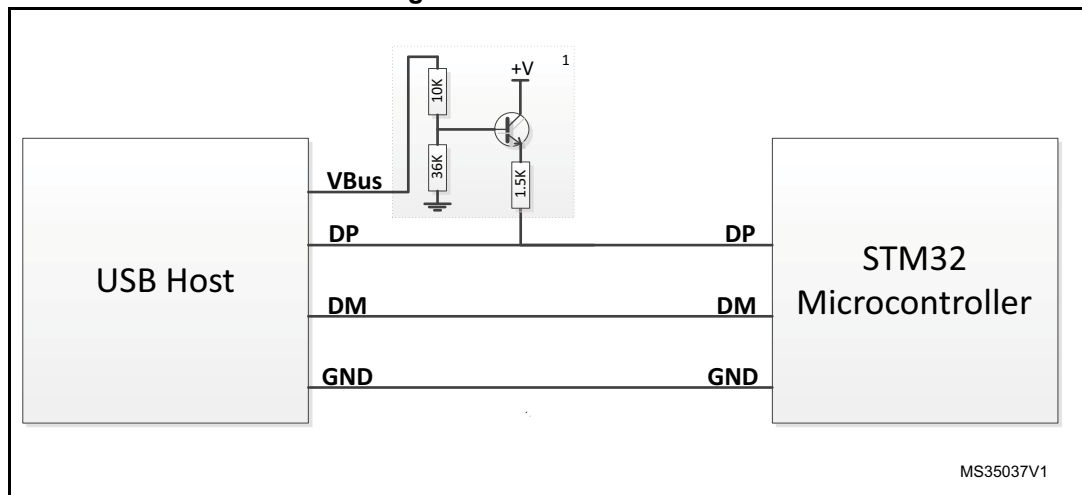 g
1
+V
10K
36K
1.5K
VBus
DP
DP
USB Host
STM32
Microcontroller
DM
DM
GND
GND
MS35037V1